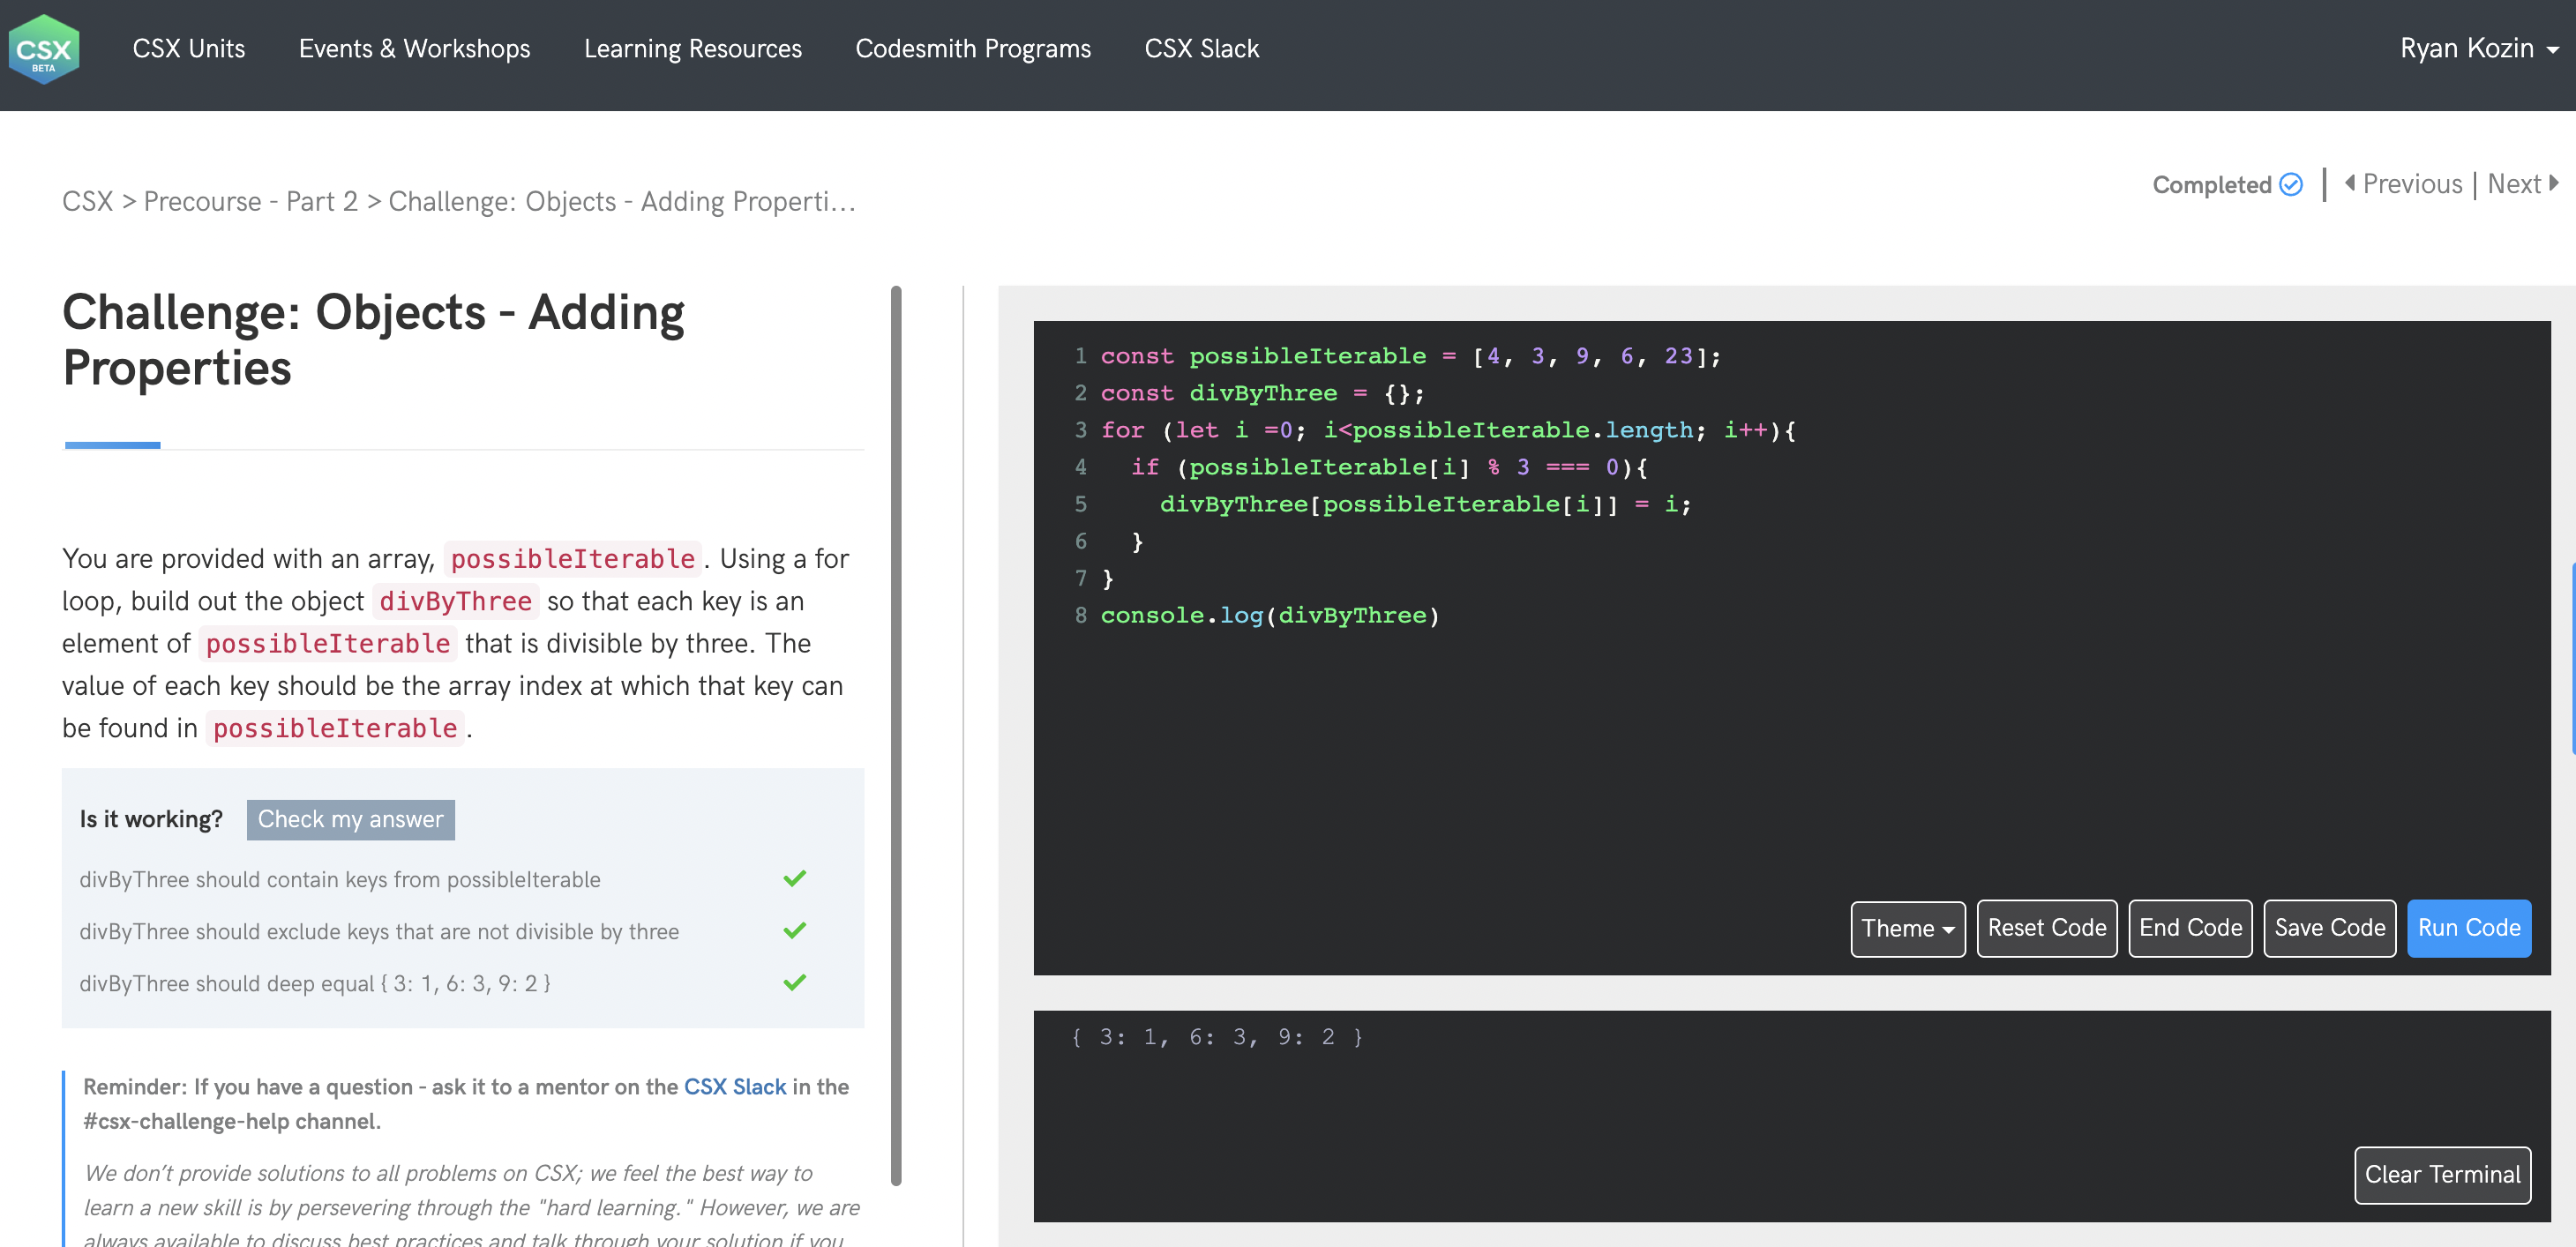 CSX
BETA
CSX Units
Events & Workshops
Learning Resources
Codesmith Programs
CSX Slack
Ryan Kozin
CSX > Precourse - Part 2 > Challenge: Objects - Adding Properti...
Completed
Previous | Next
Challenge: Objects - Adding
Properties
You are provided with an array, possibleIterable. Using a for
loop, build out the object divByThree so that each key is an
element of possibleIterable that is divisible by three. The
value of each key should be the array index at which that key can
be found in possibleIterable.
Is it working?
Check my answer
divByThree should contain keys from possibleIterable
divByThree should exclude keys that are not divisible by three
divByThree should deep equal { 3: 1, 6: 3, 9: 2 }
Reminder: If you have a question - ask it to a mentor on the CSX Slack in the
#csx-challenge-help channel.
We don't provide solutions to all problems on CSX; we feel the best way to
learn a new skill is by persevering through the "hard learning." However, we are
always available to discuss best practices and talk through your solution if you
1 const possibleIterable = [4, 3, 9, 6, 23];
2 const divByThree = {};
3 for (let i =0; i<possibleIterable.length; i++){
4   if (possibleIterable[i] % 3 === 0){
5     divByThree[possibleIterable[i]] = i;
6   }
7 }
8 console.log(divByThree)
Theme
Reset Code
End Code
Save Code
Run Code
{ 3: 1, 6: 3, 9: 2 }
Clear Terminal